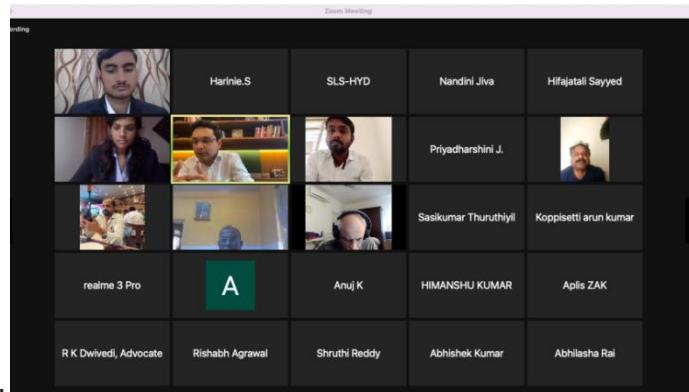 Zoom Meeting
ording
Harinie.S
SLS-HYD
Nandini Jiva
Hifajatali Sayyed
Priyadharshini J.
Sasikumar Thuruthiyil
Koppisetti arun kumar
realme 3 Pro
A
Anuj K
HIMANSHU KUMAR
Aplis ZAK
R K Dwivedi, Advocate
Rishabh Agrawal
Shruthi Reddy
Abhishek Kumar
Abhilasha Rai